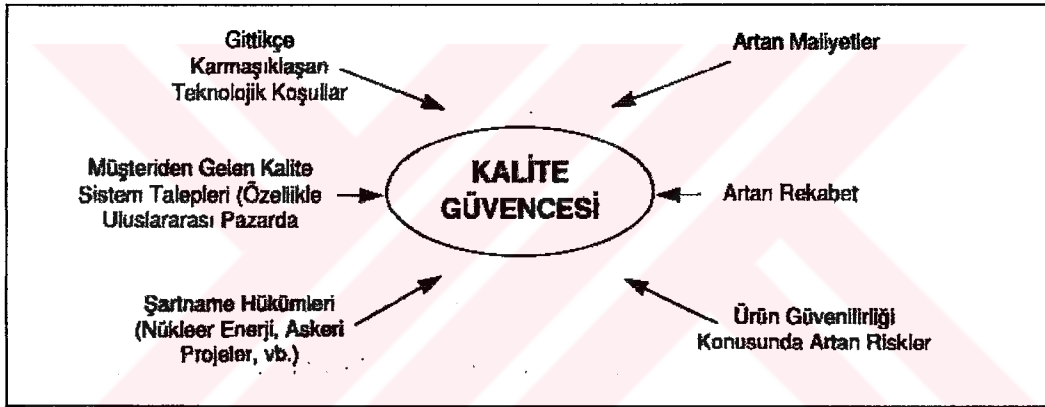 Gittikçe
Karmaşıklaşan
Teknolojik Koşullar
Artan Maliyetler
Müşteriden Gelen Kalite
Sistem Talepleri (Özellikle
Uluslararası Pazarda
KALİTE
GÜVENCESİ
Artan Rekabet
Şartname Hükümleri
(Nükleer Enerji, Askeri
Projeler, vb.)
Ürün Güvenilirliği
Konusunda Artan Riskler